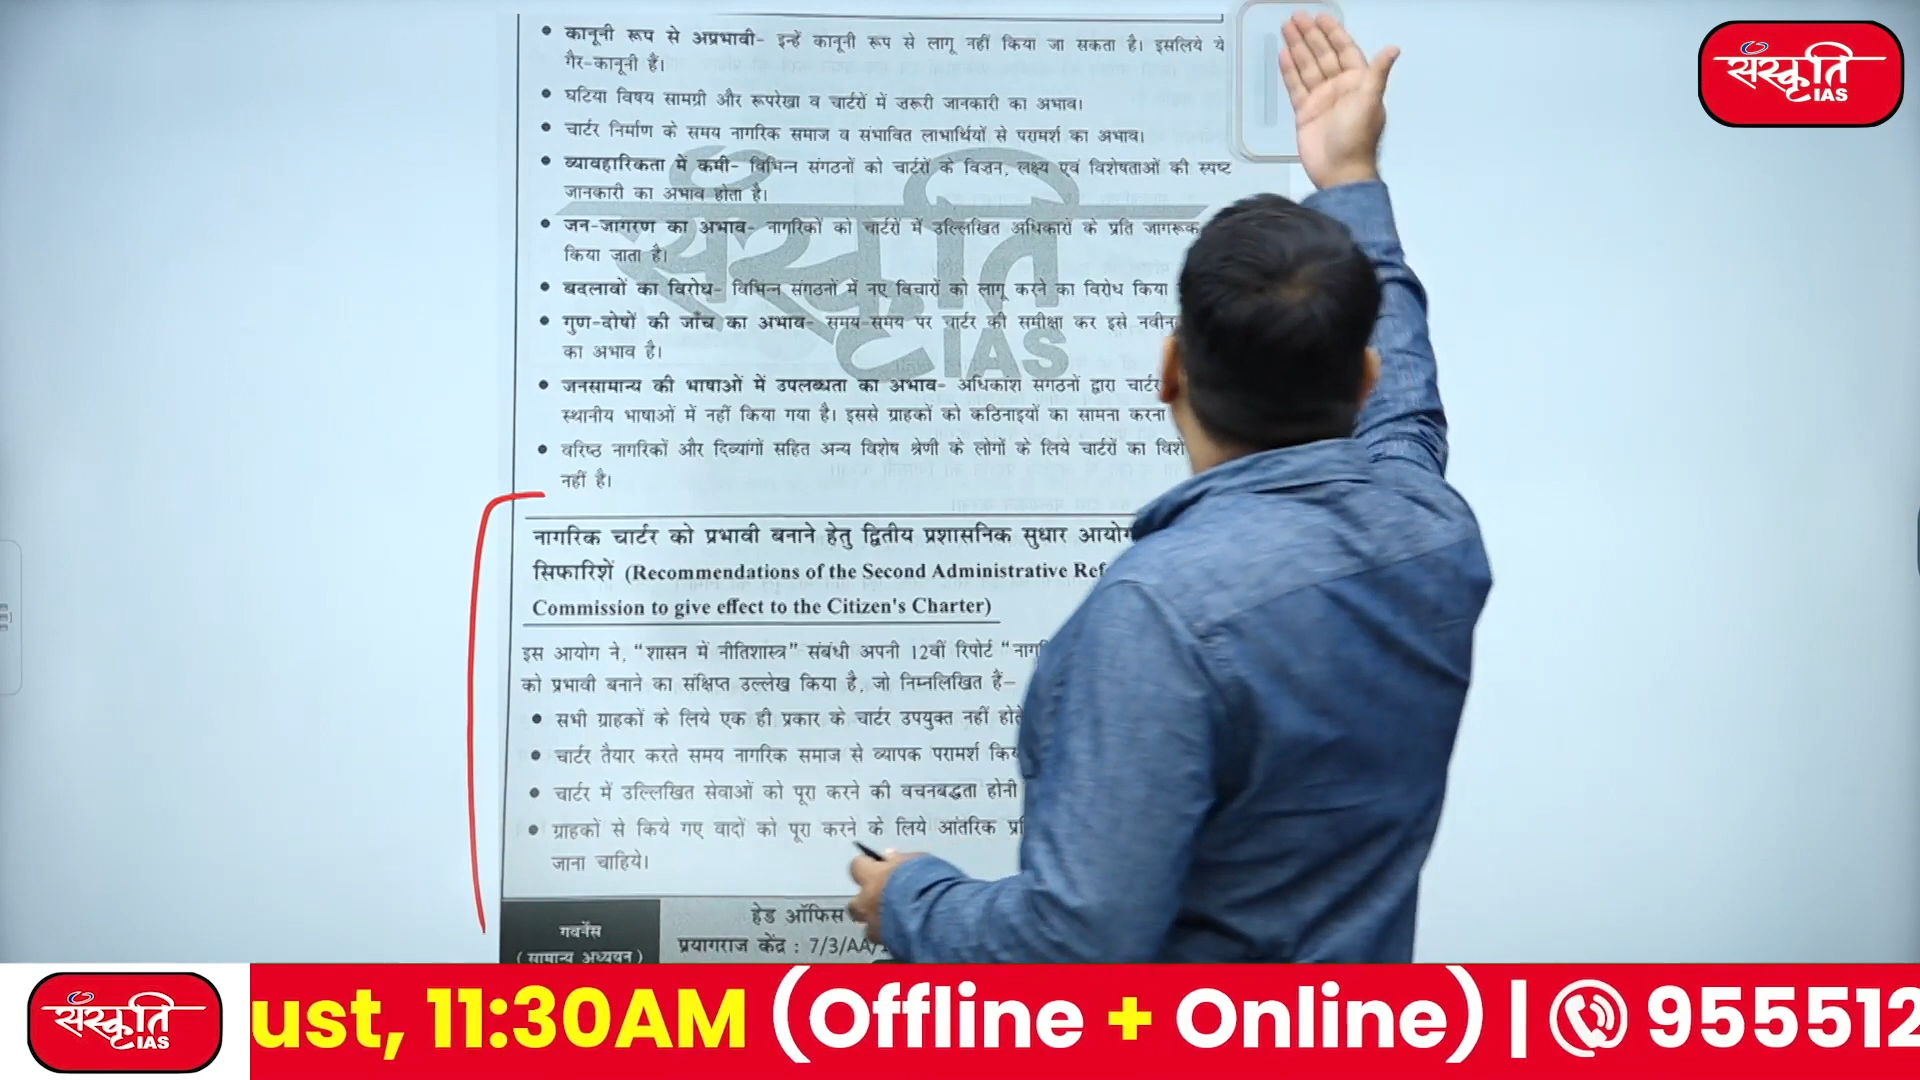 कानूनी रूप से अप्रभावी- इन्हें कानूनी रूप से लागू नहीं किया जा सकता है। इसलिये ये
गैर-कानूनी हैं।
घटिया विषय सामग्री और रूपरेखा व चार्टरों में जरूरी जानकारी का अभाव।
चार्टर निर्माण के समय नागरिक समाज व संभावित लाभार्थियों से परामर्श का अभाव।
व्यावहारिकता में कमी- विभिन्न संगठनों को चार्टरों के विज़न, लक्ष्य एवं विशेषताओं की स्पष्ट
जानकारी का अभाव होता है।
जन-जागरण का अभाव- नागरिकों को चार्टरों में उल्लिखित अधिकारों के प्रति जागरूक
किया जाता है।
बदलावों का विरोध- विभिन्न संगठनों में नए विचारों को लागू करने का विरोध किया
गुण-दोषों की जाँच का अभाव- समय-समय पर चार्टर की समीक्षा कर इसे
का अभाव है।
जनसामान्य की भाषाओं में उपलब्धता का अभाव- अधिकांश संगठनों द्वारा चार्टर
स्थानीय भाषाओं में नहीं किया गया है। इससे ग्राहकों को कठिनाइयों का सामना करना
वरिष्ठ नागरिकों और दिव्यांगों सहित अन्य विशेष श्रेणी के लोगों के लिये चार्टरों का
नहीं है।
संस्कृति
IAS
नागरिक चार्टर को प्रभावी बनाने हेतु द्वितीय प्रशासनिक सुधार आयोग
सिफारिशें (Recommendations of the Second Administrative Ref
Commission to give effect to the Citizen's Charter)
इस आयोग ने, “शासन में नीतिशास्त्र” संबंधी अपनी 12वीं रिपोर्ट
को प्रभावी बनाने का संक्षिप्त उल्लेख किया है, जो निम्नलिखित हैं-
सभी ग्राहकों के लिये एक ही प्रकार के चार्टर उपयुक्त नहीं होते
चार्टर तैयार करते समय नागरिक समाज से व्यापक परामर्श
चार्टर में उल्लिखित सेवाओं को पूरा करने की वचनबद्धता होनी
ग्राहकों से किये गए वादों को पूरा करने के लिये आंतरिक
जाना चाहिये।
गवर्नेंस
(सामान्य अध्ययन)
हेड ऑफिस
प्रयागराज केंद्र : 7/3/AA/
संस्कृति
IAS
संस्कृति
IAS
ust, 11:30AM (Offline + Online) | 955512